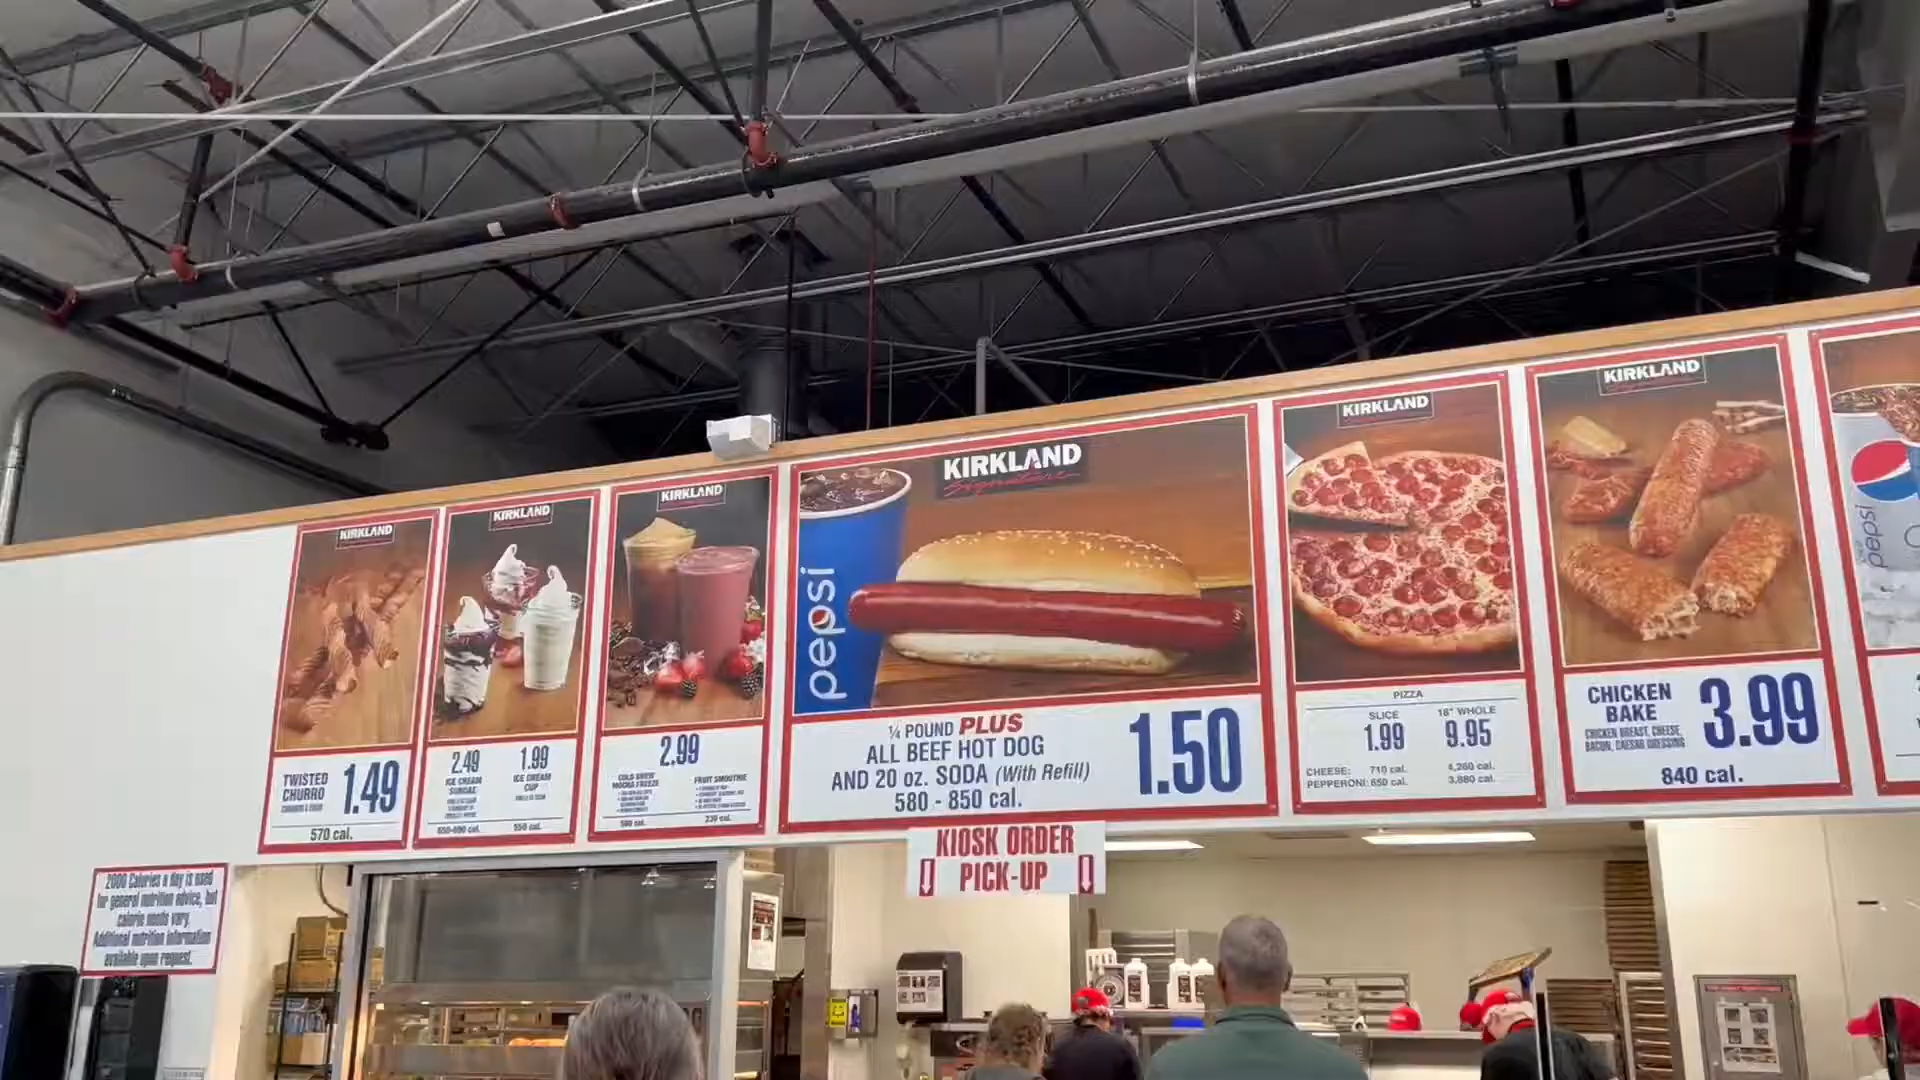 KIRKLAND
TWISTED
CHURRO
1.49
570 cal.
KIRKLAND
2.49
ICE CREAM
SUNDAE
1.99
ICE CREAM
CUP
550 cal.
KIRKLAND
2.99
COLD BREW
MOCHA FREEZE
FRUIT SMOOTHIE
KIRKLAND
Signature
pepsi
¼ POUND PLUS
ALL BEEF HOT DOG
AND 20 oz. SODA (With Refill)
580 - 850 cal.
1.50
KIRKLAND
PIZZA
SLICE
1.99
18" WHOLE
9.95
CHEESE: 710 cal. 4,260 cal.
PEPPERONI: 650 cal. 3,880 cal.
KIRKLAND
Signature
CHICKEN
BAKE
CHICKEN BREAST, CHEESE,
BACON, CAESAR DRESSING
3.99
840 cal.
pepsi
KIOSK ORDER
PICK-UP
2000 Calories a day is used
for general nutrition advice, but
calorie needs vary.
Additional nutrition information
available upon request.